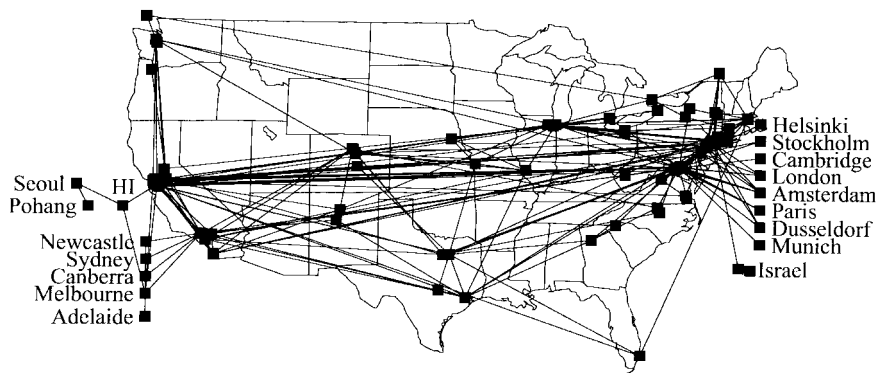 Seoul
HI
Pohang
Newcastle
Sydney
Canberra
Melbourne
Adelaide
Helsinki
Stockholm
Cambridge
London
Amsterdam
Paris
Dusseldorf
Munich
Israel